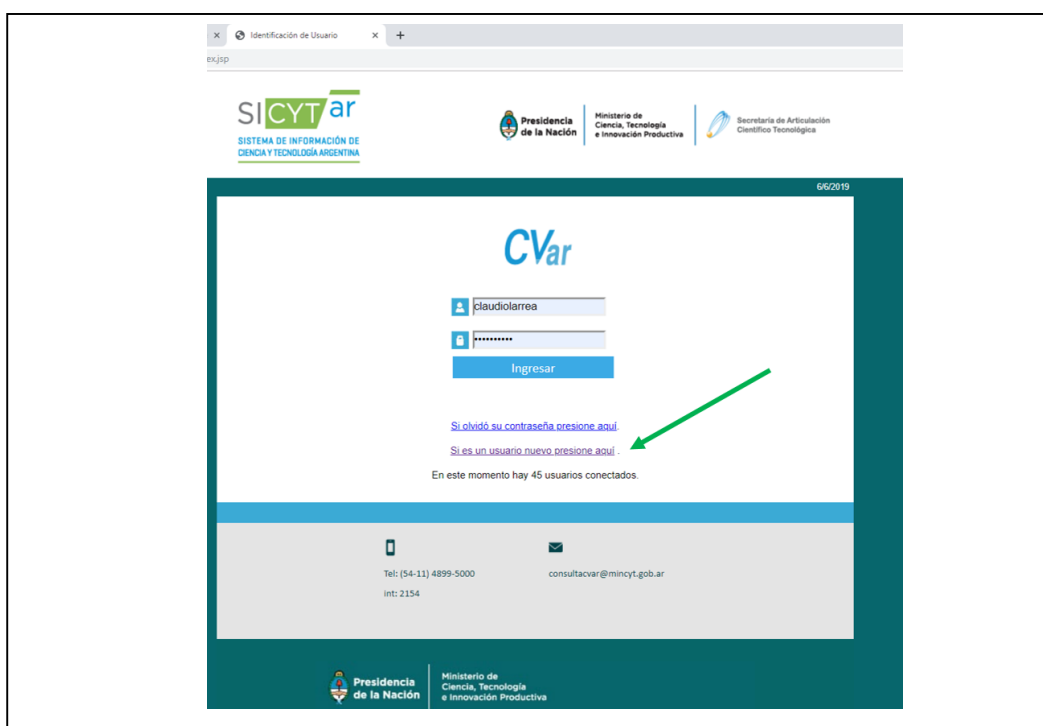 Identificación de Usuario
ex.jsp
SICYTar
SISTEMA DE INFORMACIÓN DE
CIENCIA Y TECNOLOGÍA ARGENTINA
Presidencia
de la Nación
Ministerio de
Ciencia, Tecnología
e Innovación Productiva
Secretaría de Articulación
Científico Tecnológica
6/6/2019
CVar
claudiolarrea
••••••••••
Ingresar
Si olvidó su contraseña presione aquí.
Si es un usuario nuevo presione aquí .
En este momento hay 45 usuarios conectados.
Tel: (54-11) 4899-5000
int: 2154
consultacvar@mincyt.gob.ar
Presidencia
de la Nación
Ministerio de
Ciencia, Tecnología
e Innovación Productiva